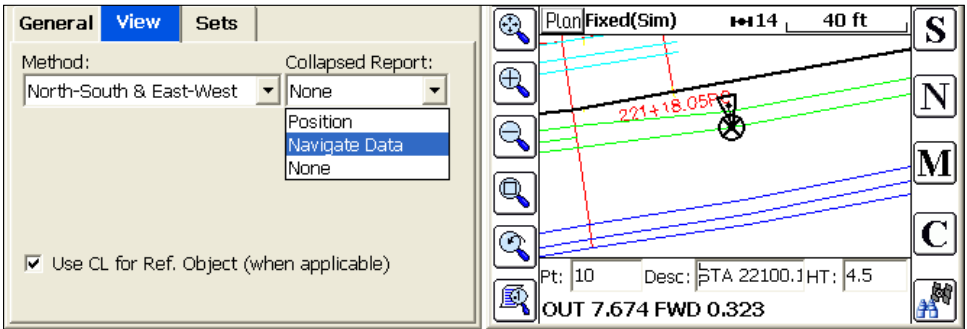 General View Sets
Method: Collapsed Report:
North-South & East-West None
Position
Navigate Data
None
Use CL for Ref. Object (when applicable)
Plan Fixed(Sim) 14 40 ft
221+18.05
Pt: 10 Desc: STA 22100.1 HT: 4.5
OUT 7.674 FWD 0.323
S
N
M
C